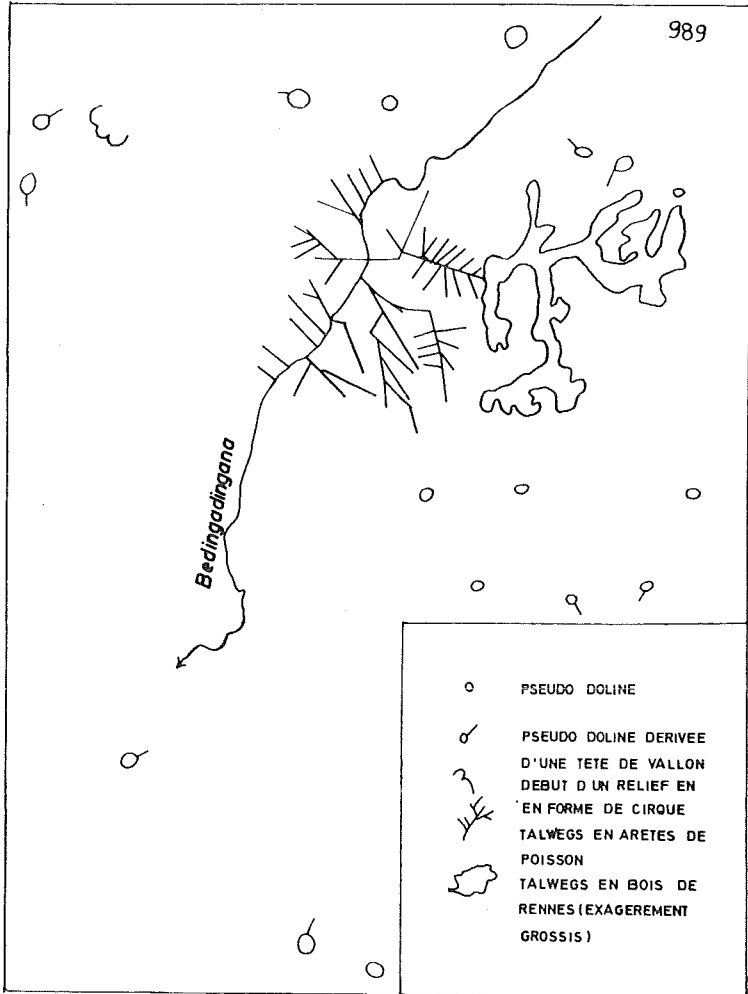 989
Bedingadingana
PSEUDO DOLINE
PSEUDO DOLINE DERIVEE
D'UNE TETE DE VALLON
DEBUT D UN RELIEF EN
EN FORME DE CIRQUE
TALWEGS EN ARETES DE
POISSON
TALWEGS EN BOIS DE
RENNES (EXAGEREMENT
GROSSIS)